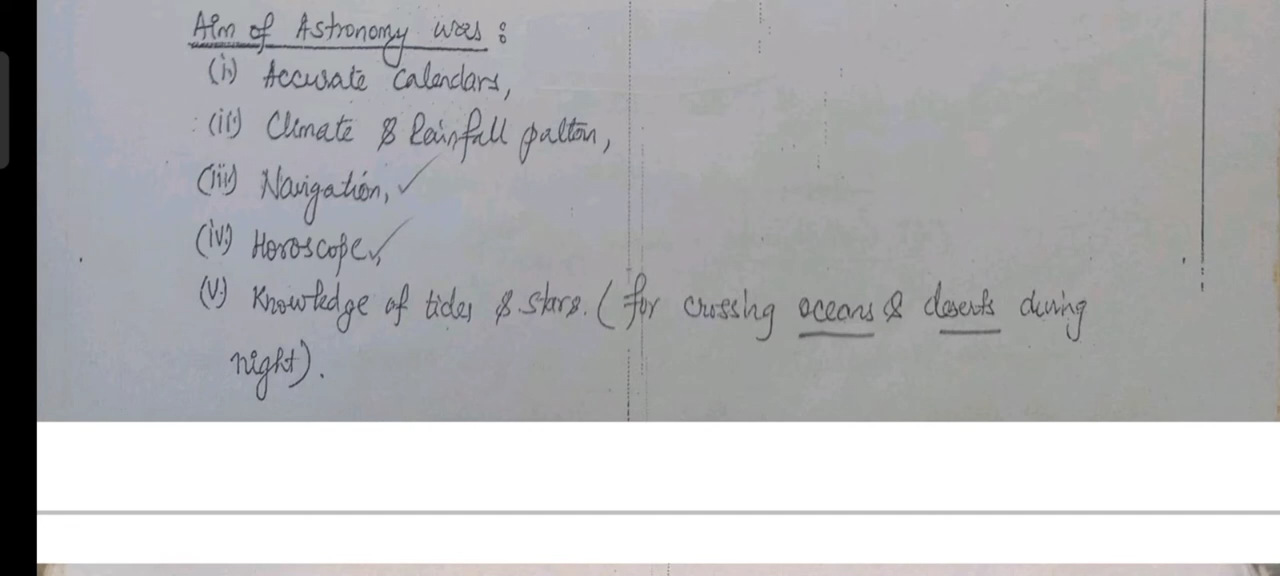 Aim of Astronomy was :
(i) Accurate Calendars,
(ii) Climate & Rainfall pattern,
(iii) Navigation, ✓
(iv) Horoscope, ✓
(v) Knowledge of tides & stars. (for crossing oceans & deserts during
night).